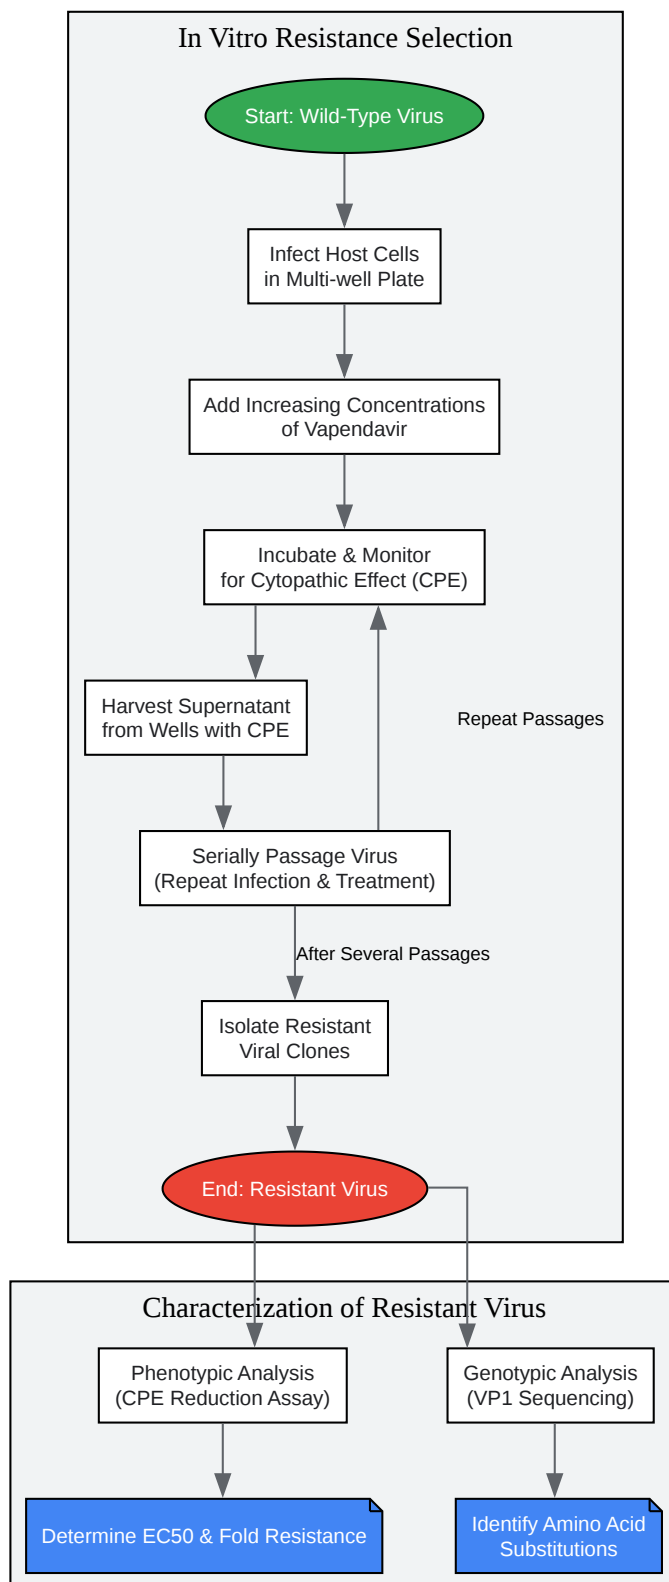 In Vitro Resistance Selection
Start: Wild-Type Virus
Infect Host Cells
in Multi-well Plate
Add Increasing Concentrations
of Vapendavir
Incubate & Monitor
for Cytopathic Effect (CPE)
Harvest Supernatant
from Wells with CPE
Repeat Passages
Serially Passage Virus
(Repeat Infection & Treatment)
After Several Passages
Isolate Resistant
Viral Clones
End: Resistant Virus
Characterization of Resistant Virus
Phenotypic Analysis
(CPE Reduction Assay)
Genotypic Analysis
(VP1 Sequencing)
Determine EC50 & Fold Resistance
Identify Amino Acid
Substitutions